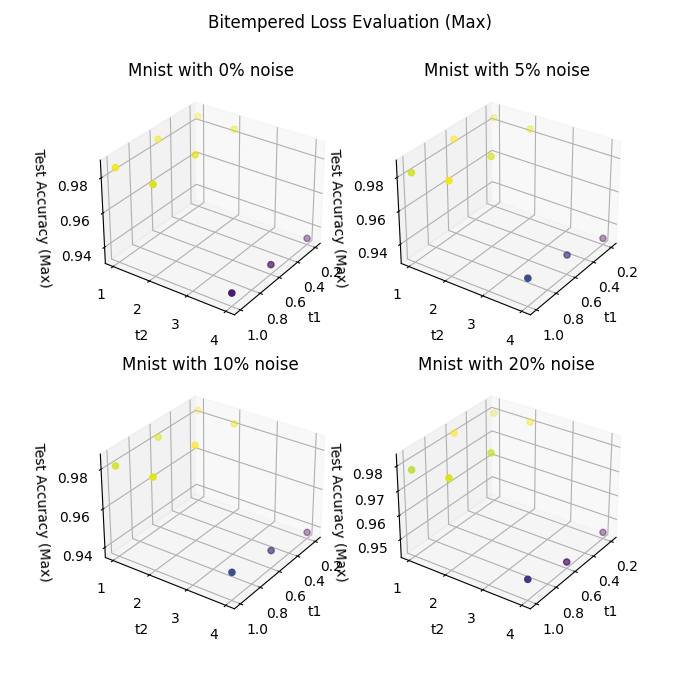 Bitempered Loss Evaluation (Max)
Mnist with 0% noise
Test Accuracy (Max)
0.98
0.96
0.94
1
2
3
4
t2
0.2
0.4
0.6
0.8
1.0
t1
Mnist with 5% noise
Test Accuracy (Max)
0.98
0.96
0.94
1
2
3
4
t2
0.2
0.4
0.6
0.8
1.0
t1
Mnist with 10% noise
Test Accuracy (Max)
0.98
0.96
0.94
1
2
3
4
t2
0.2
0.4
0.6
0.8
1.0
t1
Mnist with 20% noise
Test Accuracy (Max)
0.98
0.97
0.96
0.95
1
2
3
4
t2
0.2
0.4
0.6
0.8
1.0
t1